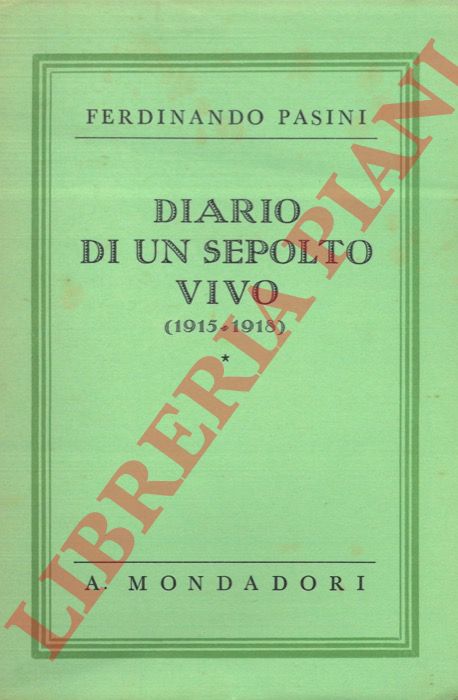 FERDINANDO PASINI
DIARIO
DI UN SEPOLTO
VIVO
(1915-1918)
*
A. MONDADORI
LIBRERIA PIANI